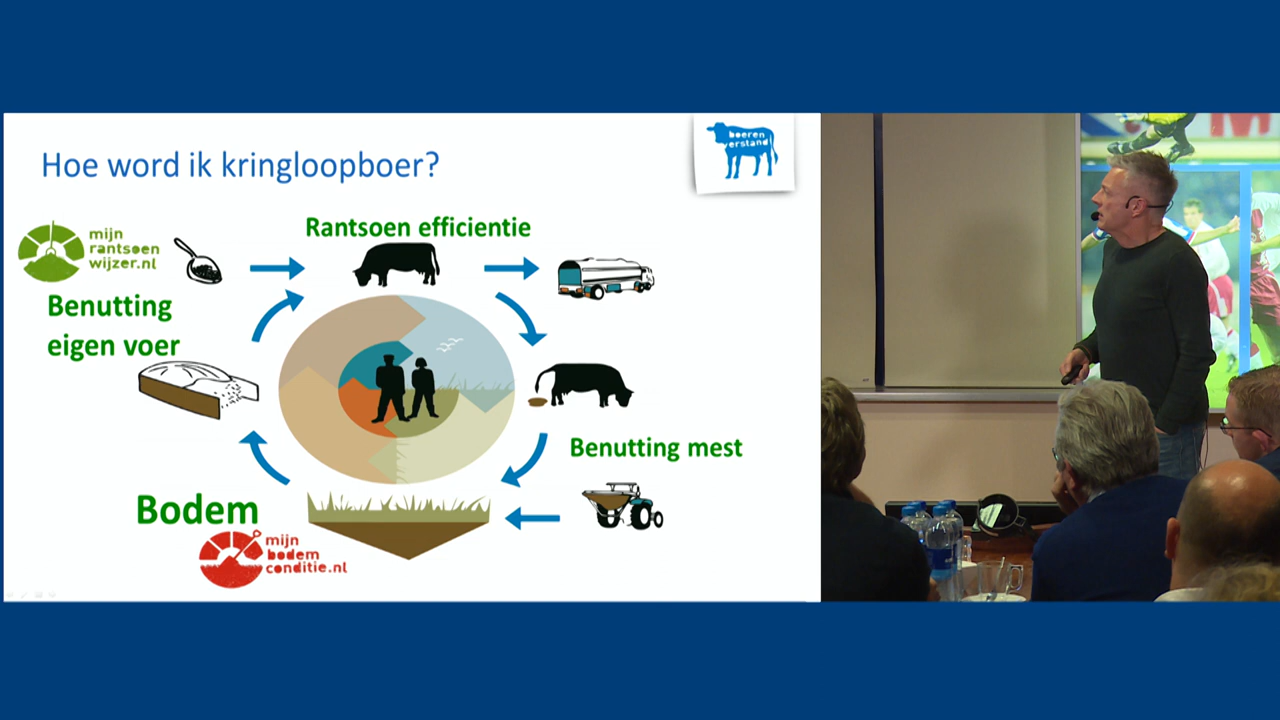 Hoe word ik kringloopboer?
boeren
verstand
Rantsoen efficientie
mijn
rantsoen
wijzer.nl
Benutting
eigen voer
Benutting mest
Bodem
mijn
bodem
conditie.nl